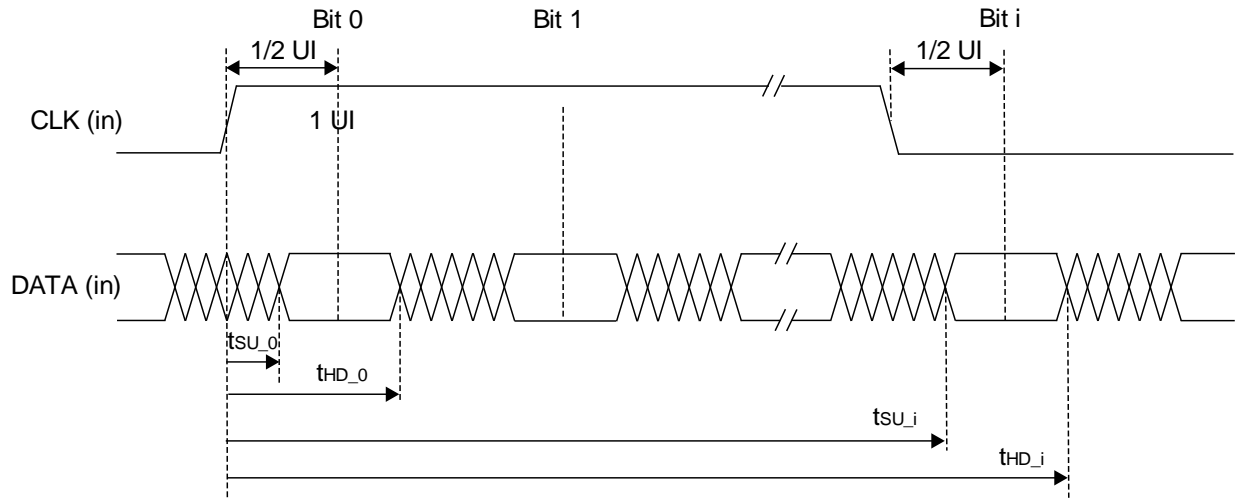 Bit 0 Bit 1 Bit i
1/2 UI 1/2 UI
CLK (in) 1 UI
DATA (in)
tSU_0
tHD_0
tSU_i
tHD_i